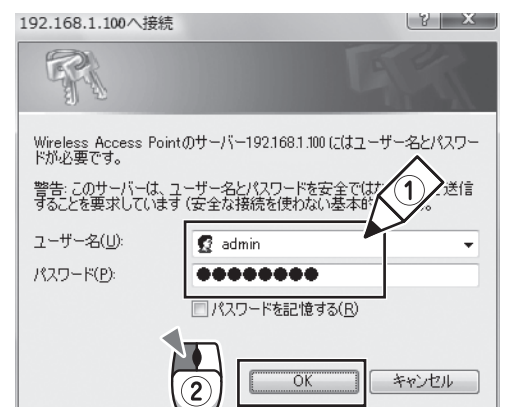 192.168.1.100へ接続
Wireless Access Pointのサーバー192.168.1.100 にはユーザー名とパスワー
ドが必要です。
警告: このサーバーは、ユーザー名とパスワードを安全では
送信
することを要求しています (安全な接続を使わない基本的
①
ユーザー名(U):
admin
パスワード(P):
●●●●●●●●
パスワードを記憶する(R)
②
OK
キャンセル